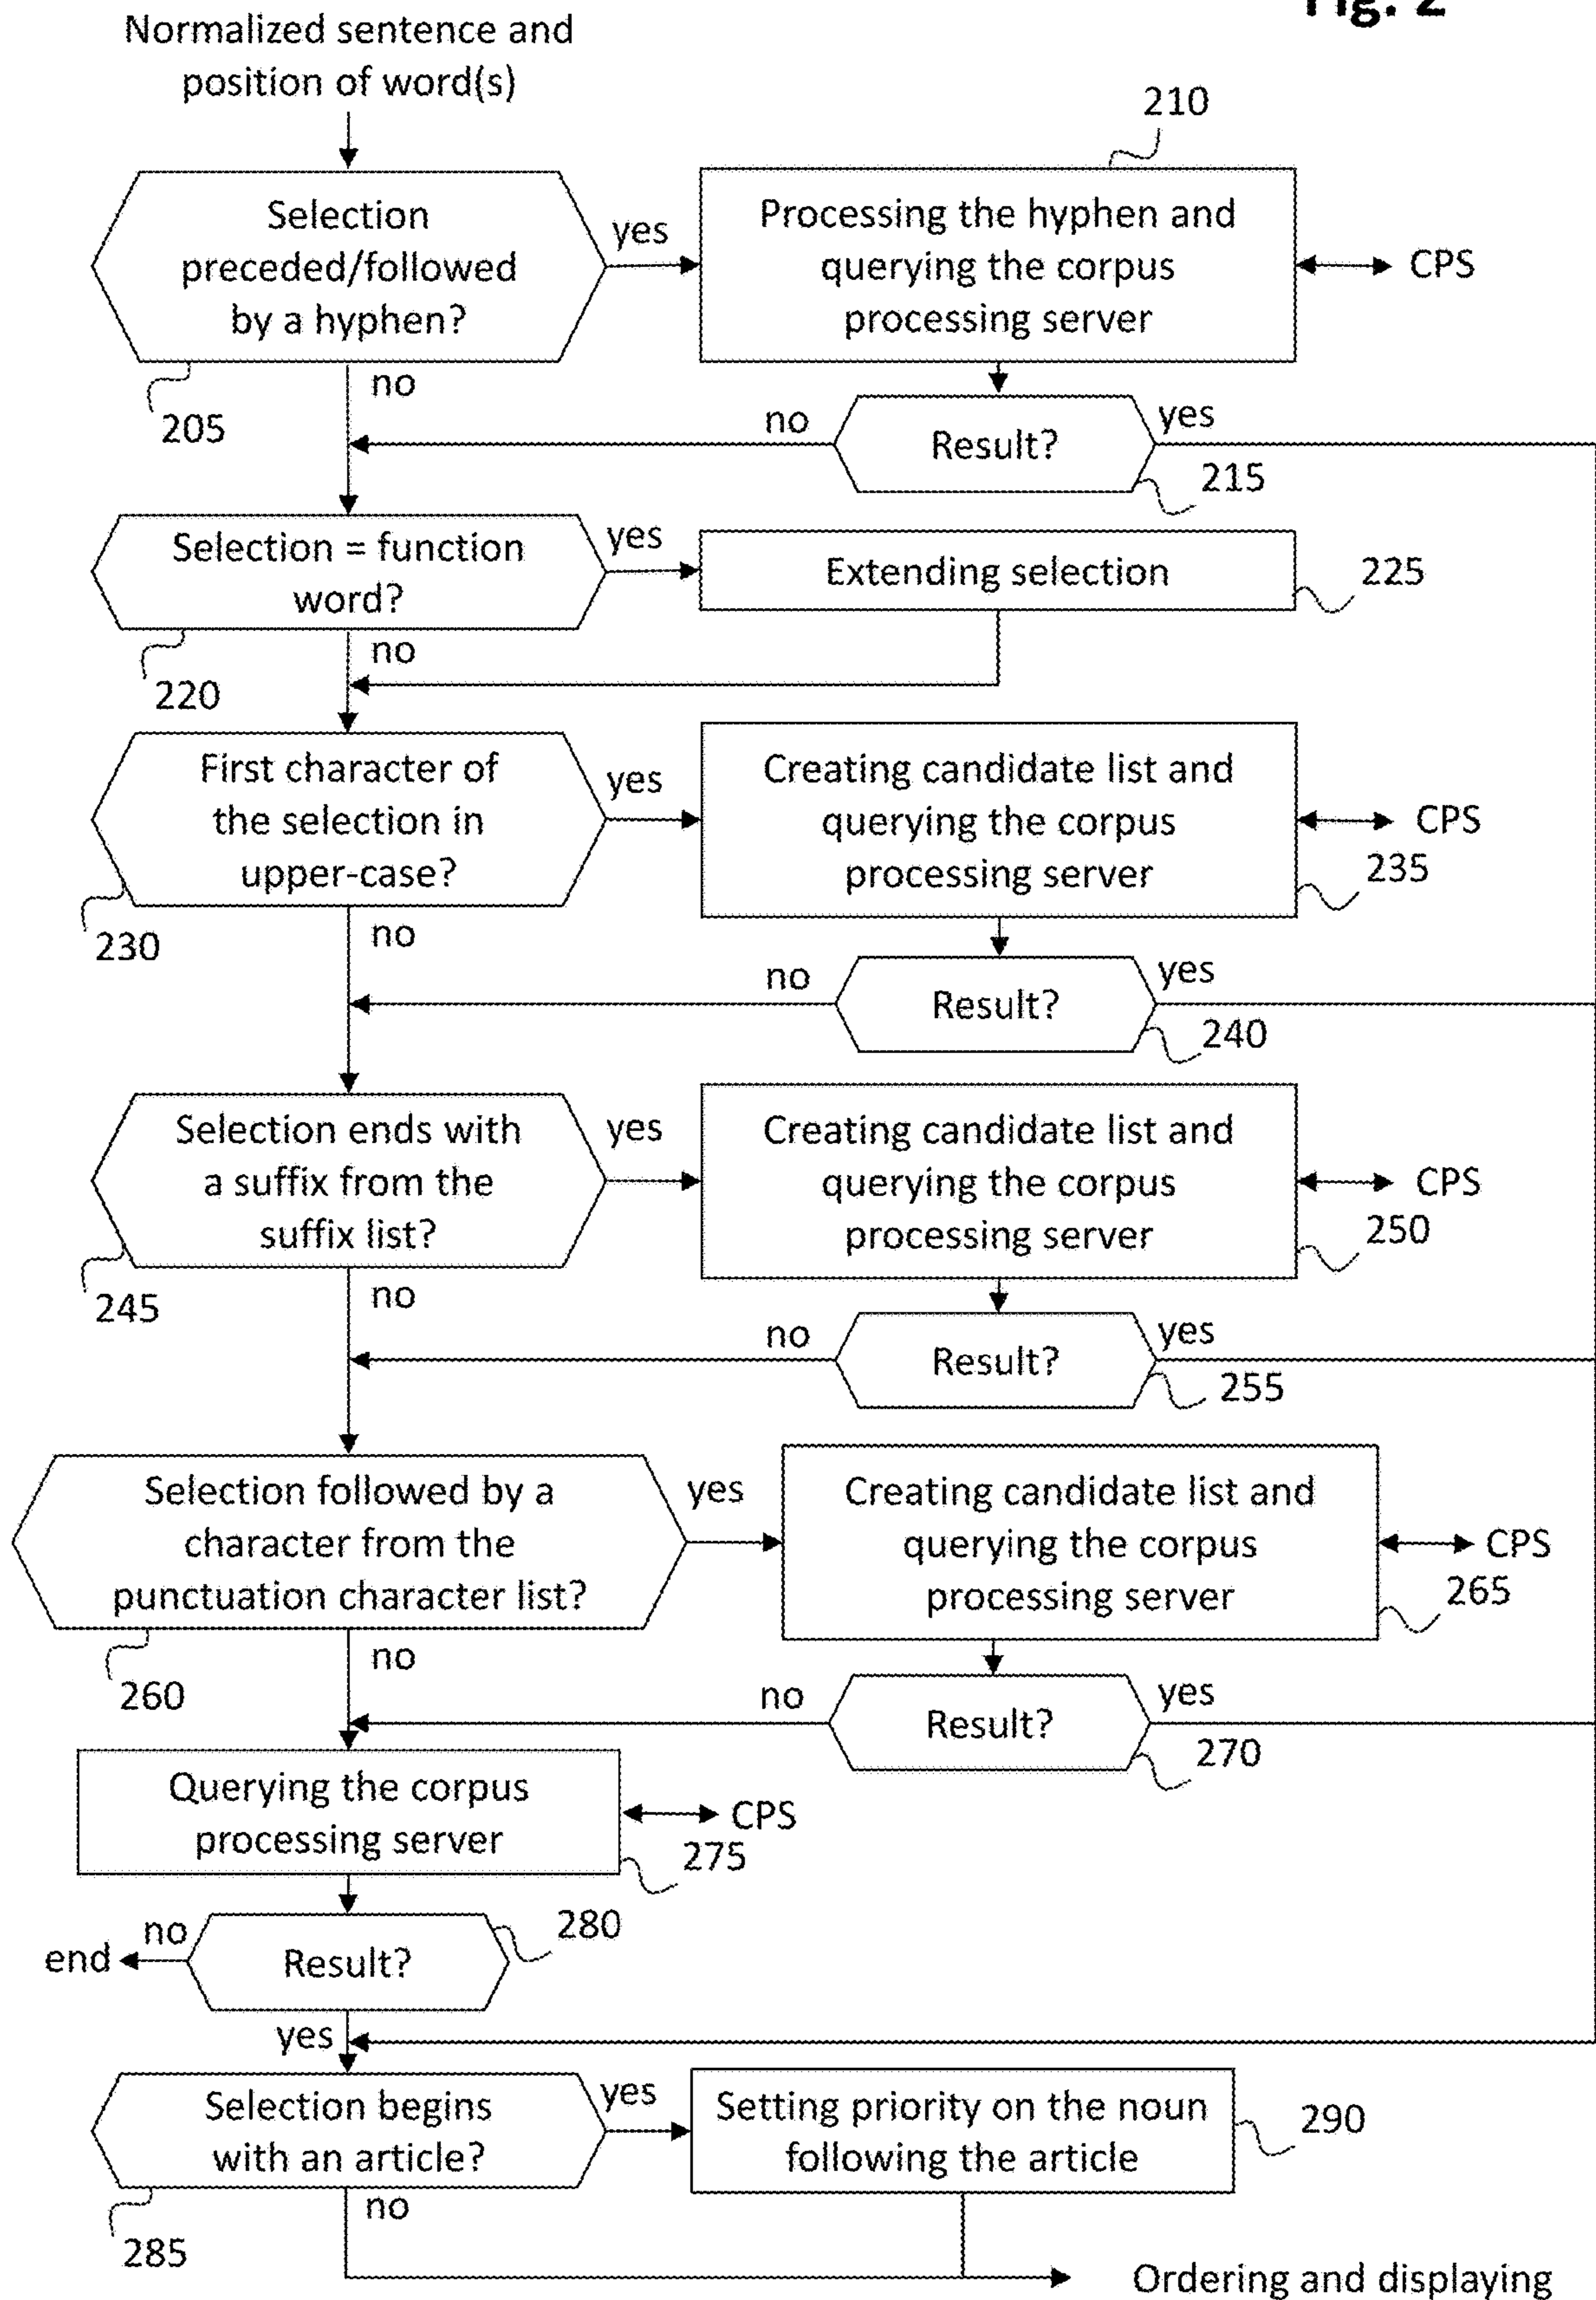 Fig. 2
Normalized sentence and
position of word(s)
210
Selection
preceded/followed
by a hyphen?
yes
Processing the hyphen and
querying the corpus
processing server
CPS
205
no
no
Result?
yes
215
Selection = function
word?
yes
Extending selection
225
220
no
First character of
the selection in
upper-case?
yes
Creating candidate list and
querying the corpus
processing server
CPS
235
230
no
no
Result?
yes
240
Selection ends with
a suffix from the
suffix list?
yes
Creating candidate list and
querying the corpus
processing server
CPS
250
245
no
no
Result?
yes
255
Selection followed by a
character from the
punctuation character list?
yes
Creating candidate list and
querying the corpus
processing server
CPS
265
260
no
no
Result?
yes
270
Querying the corpus
processing server
CPS
275
280
end
no
Result?
yes
Selection begins
with an article?
yes
Setting priority on the noun
following the article
290
285
no
Ordering and displaying